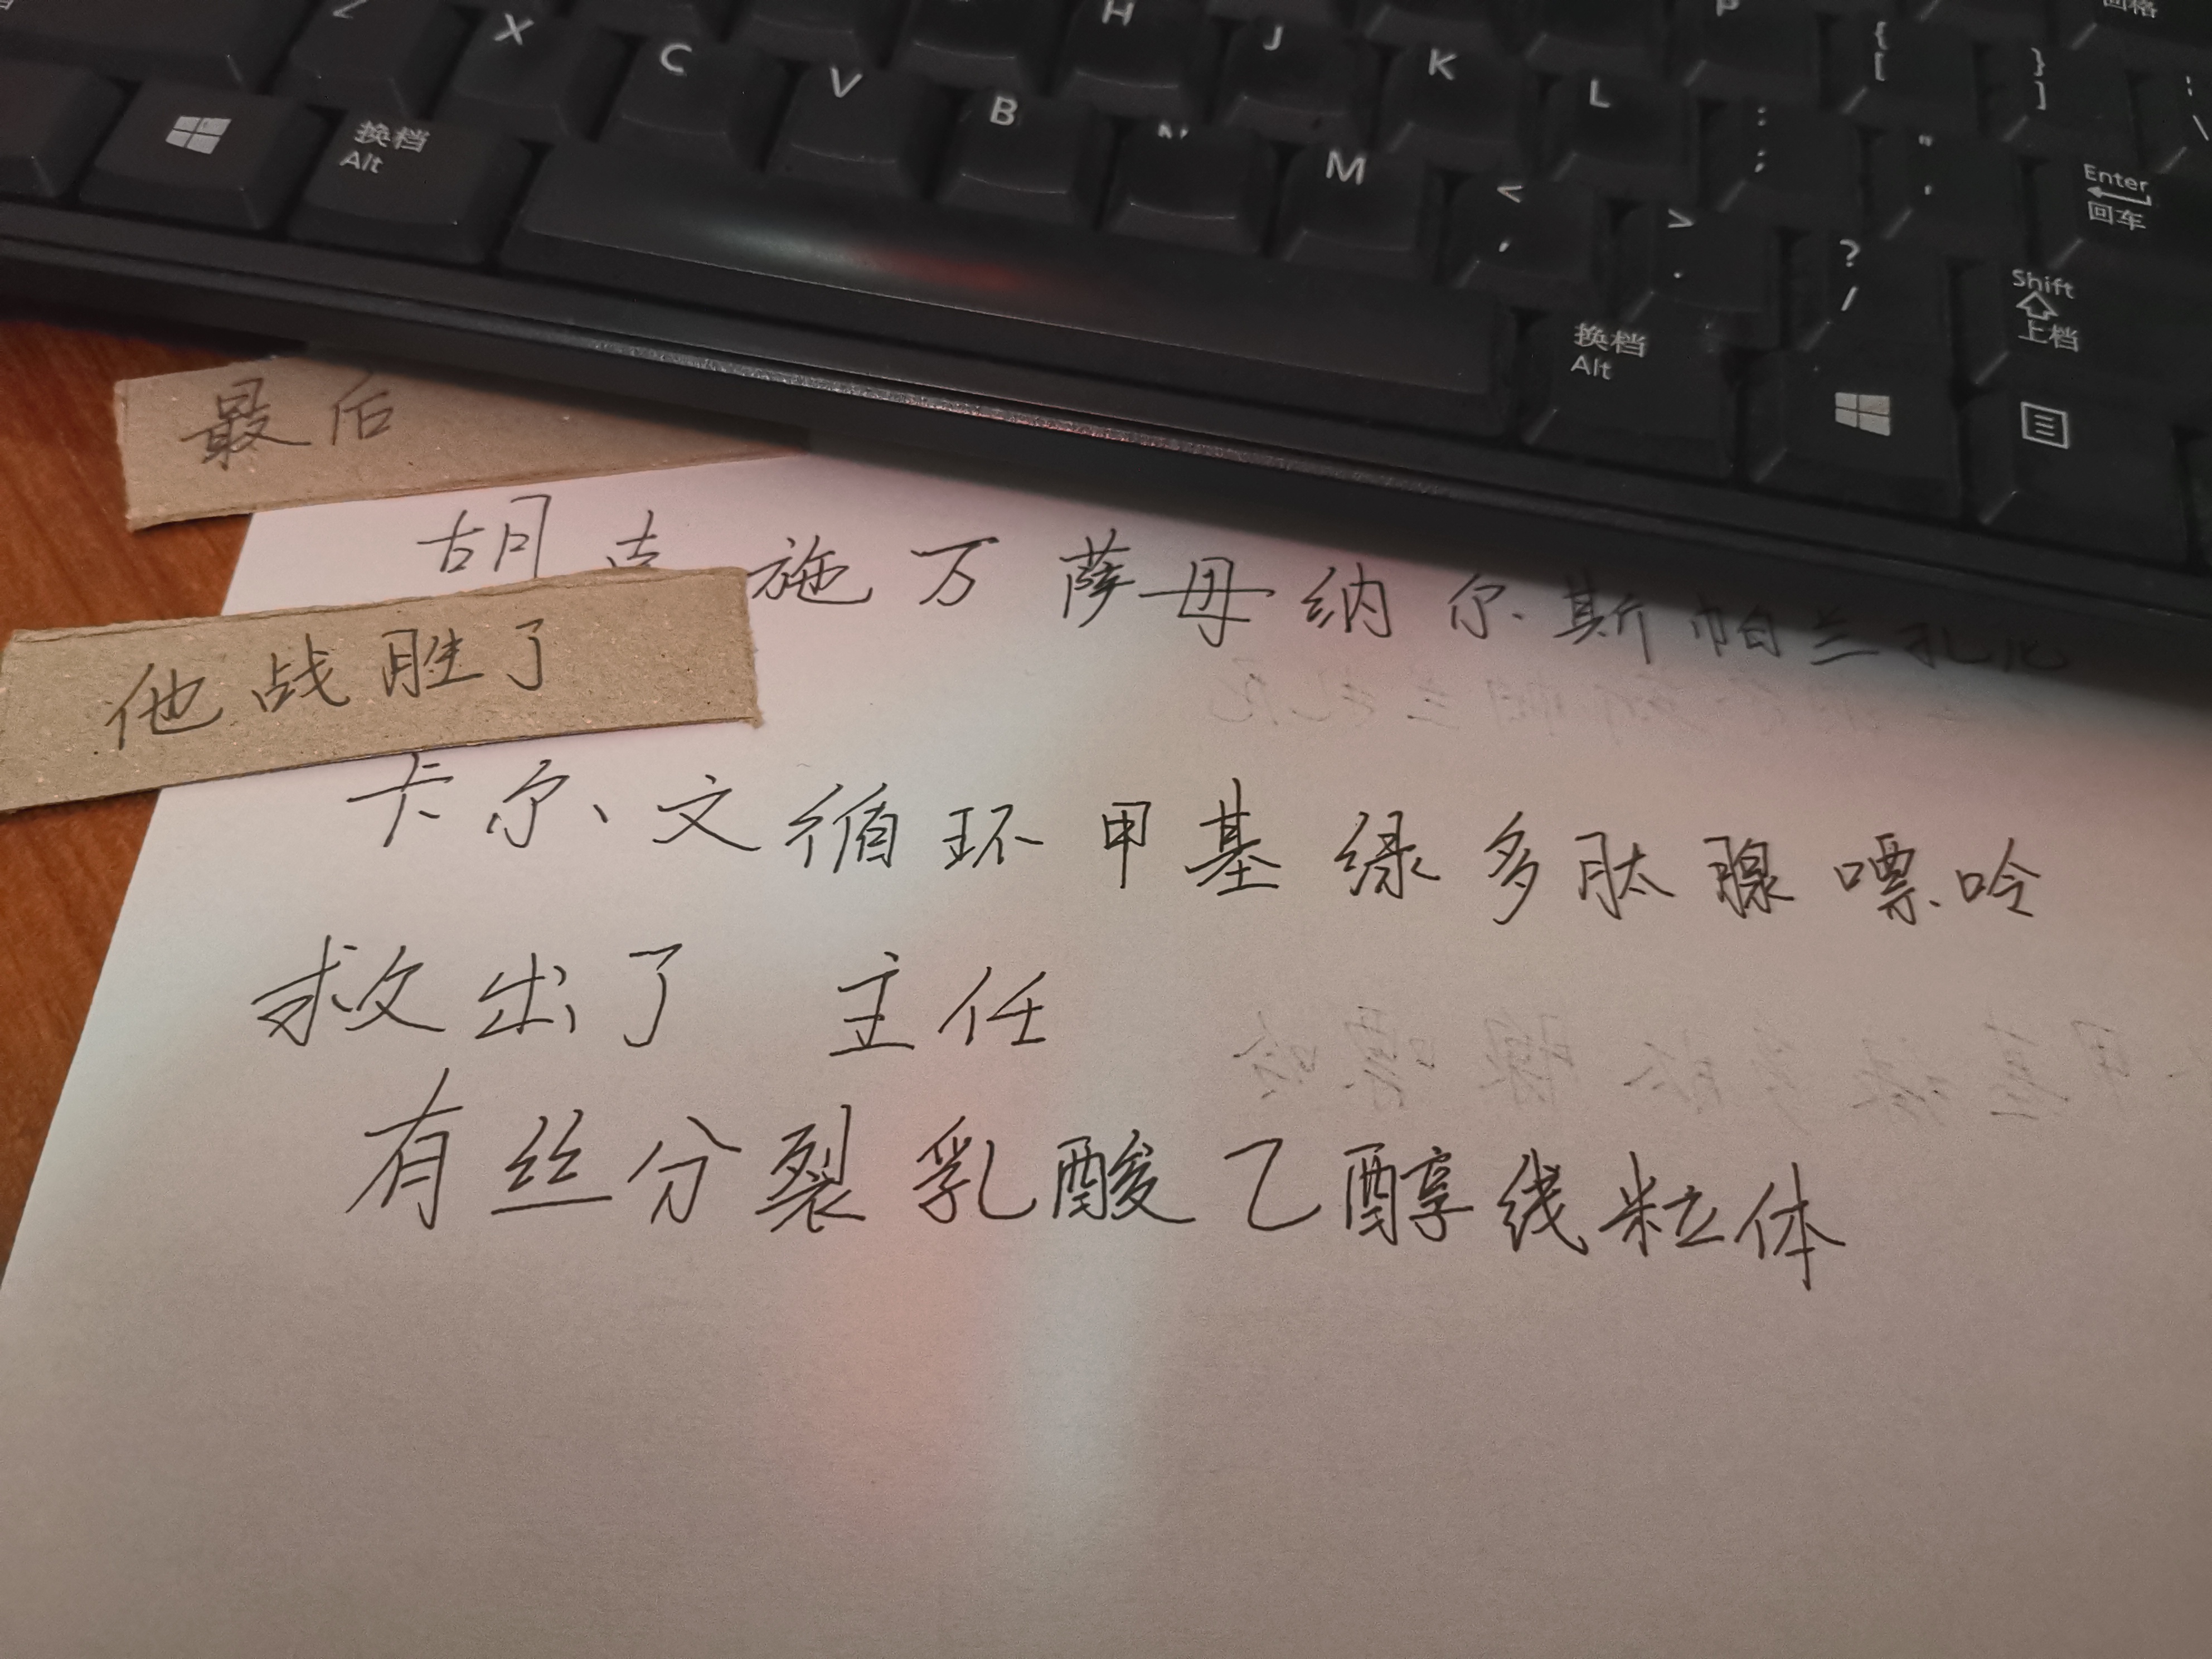 P { [ } ] \
H J K L : ; " ' Enter 回车
Z X C V B N M < , > . ? / Shift 上档
换档 Alt
换档 Alt
最后
胡克施万萨母纳尔斯帕兰扎尼
他战胜了
卡尔文循环甲基绿多肽腺嘌呤
救出了 主任
有丝分裂乳酸乙醇线粒体